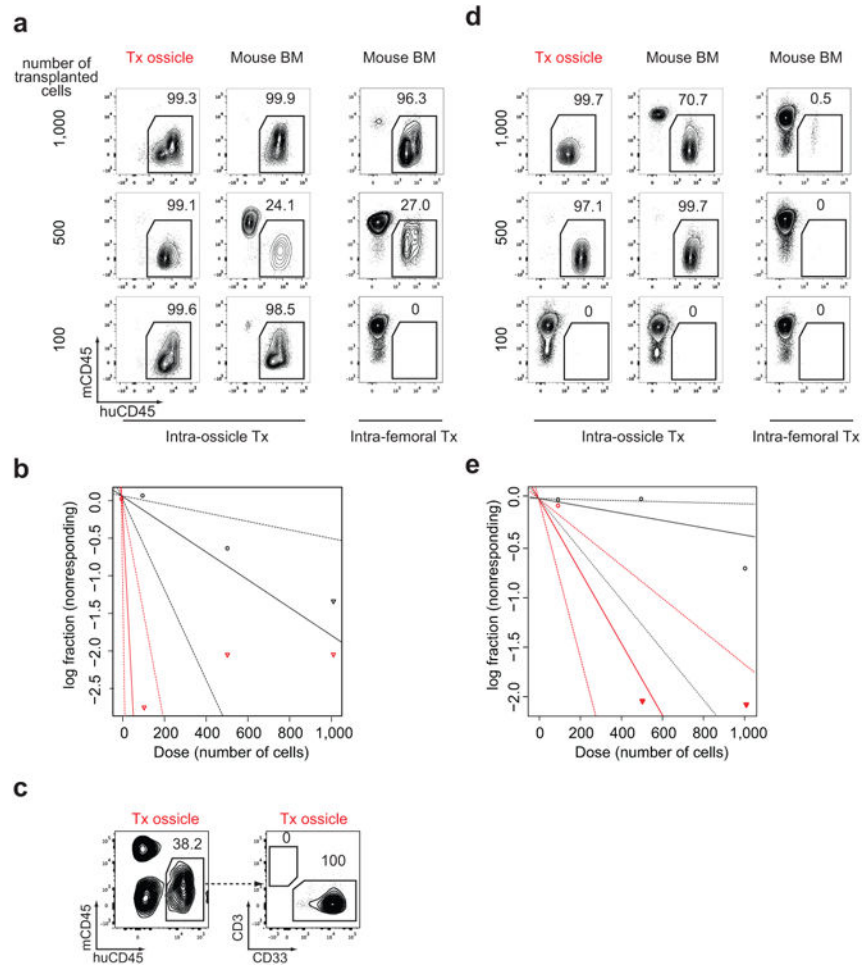 a
number of
transplanted
cells
Tx ossicle Mouse BM Mouse BM
1,000
99.3 99.9 96.3
500
99.1 24.1 27.0
100
99.6 98.5 0
mCD45
huCD45
Intra-ossicle Tx Intra-femoral Tx
d
Tx ossicle Mouse BM Mouse BM
1,000
99.7 70.7 0.5
500
97.1 99.7 0
100
0 0 0
Intra-ossicle Tx Intra-femoral Tx
b
log fraction (nonresponding)
0.0
−0.5
−1.0
−1.5
−2.0
−2.5
0 200 400 600 800 1,000
Dose (number of cells)
e
log fraction (nonresponding)
0.0
−0.5
−1.0
−1.5
−2.0
0 200 400 600 800 1,000
Dose (number of cells)
c
Tx ossicle Tx ossicle
38.2
0
100
mCD45
huCD45
CD3
CD33